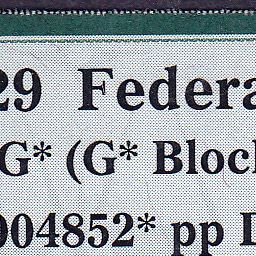 29 Federa
G* (G* Block
004852* pp D